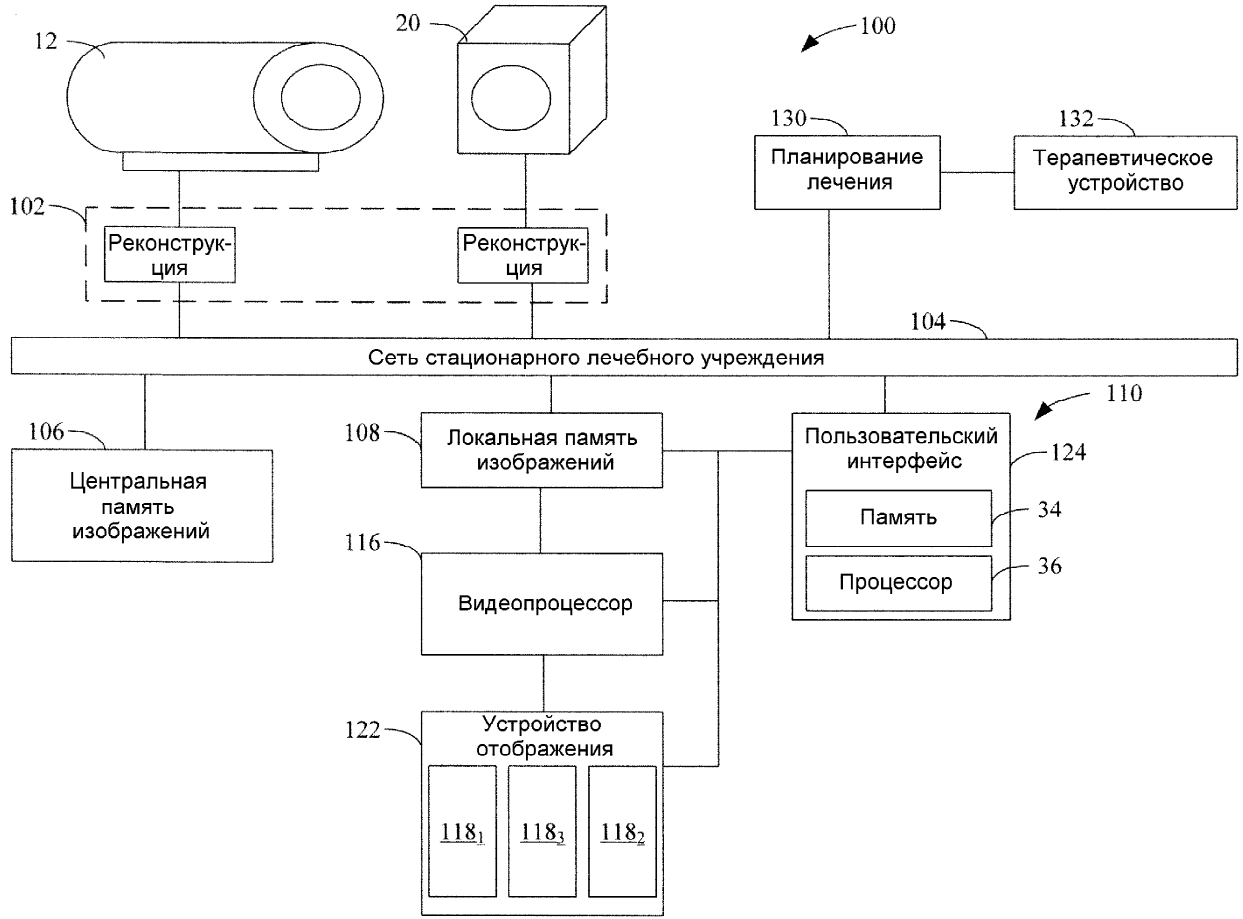 12
20
100
130
132
Планирование
лечения
Терапевтическое
устройство
102
Реконструк-
ция
Реконструк-
ция
104
Сеть стационарного лечебного учреждения
106
Центральная
память
изображений
108
Локальная память
изображений
110
Пользовательский
интерфейс
124
Память
34
Процессор
36
116
Видеопроцессор
122
Устройство
отображения
118₁
118₃
118₂